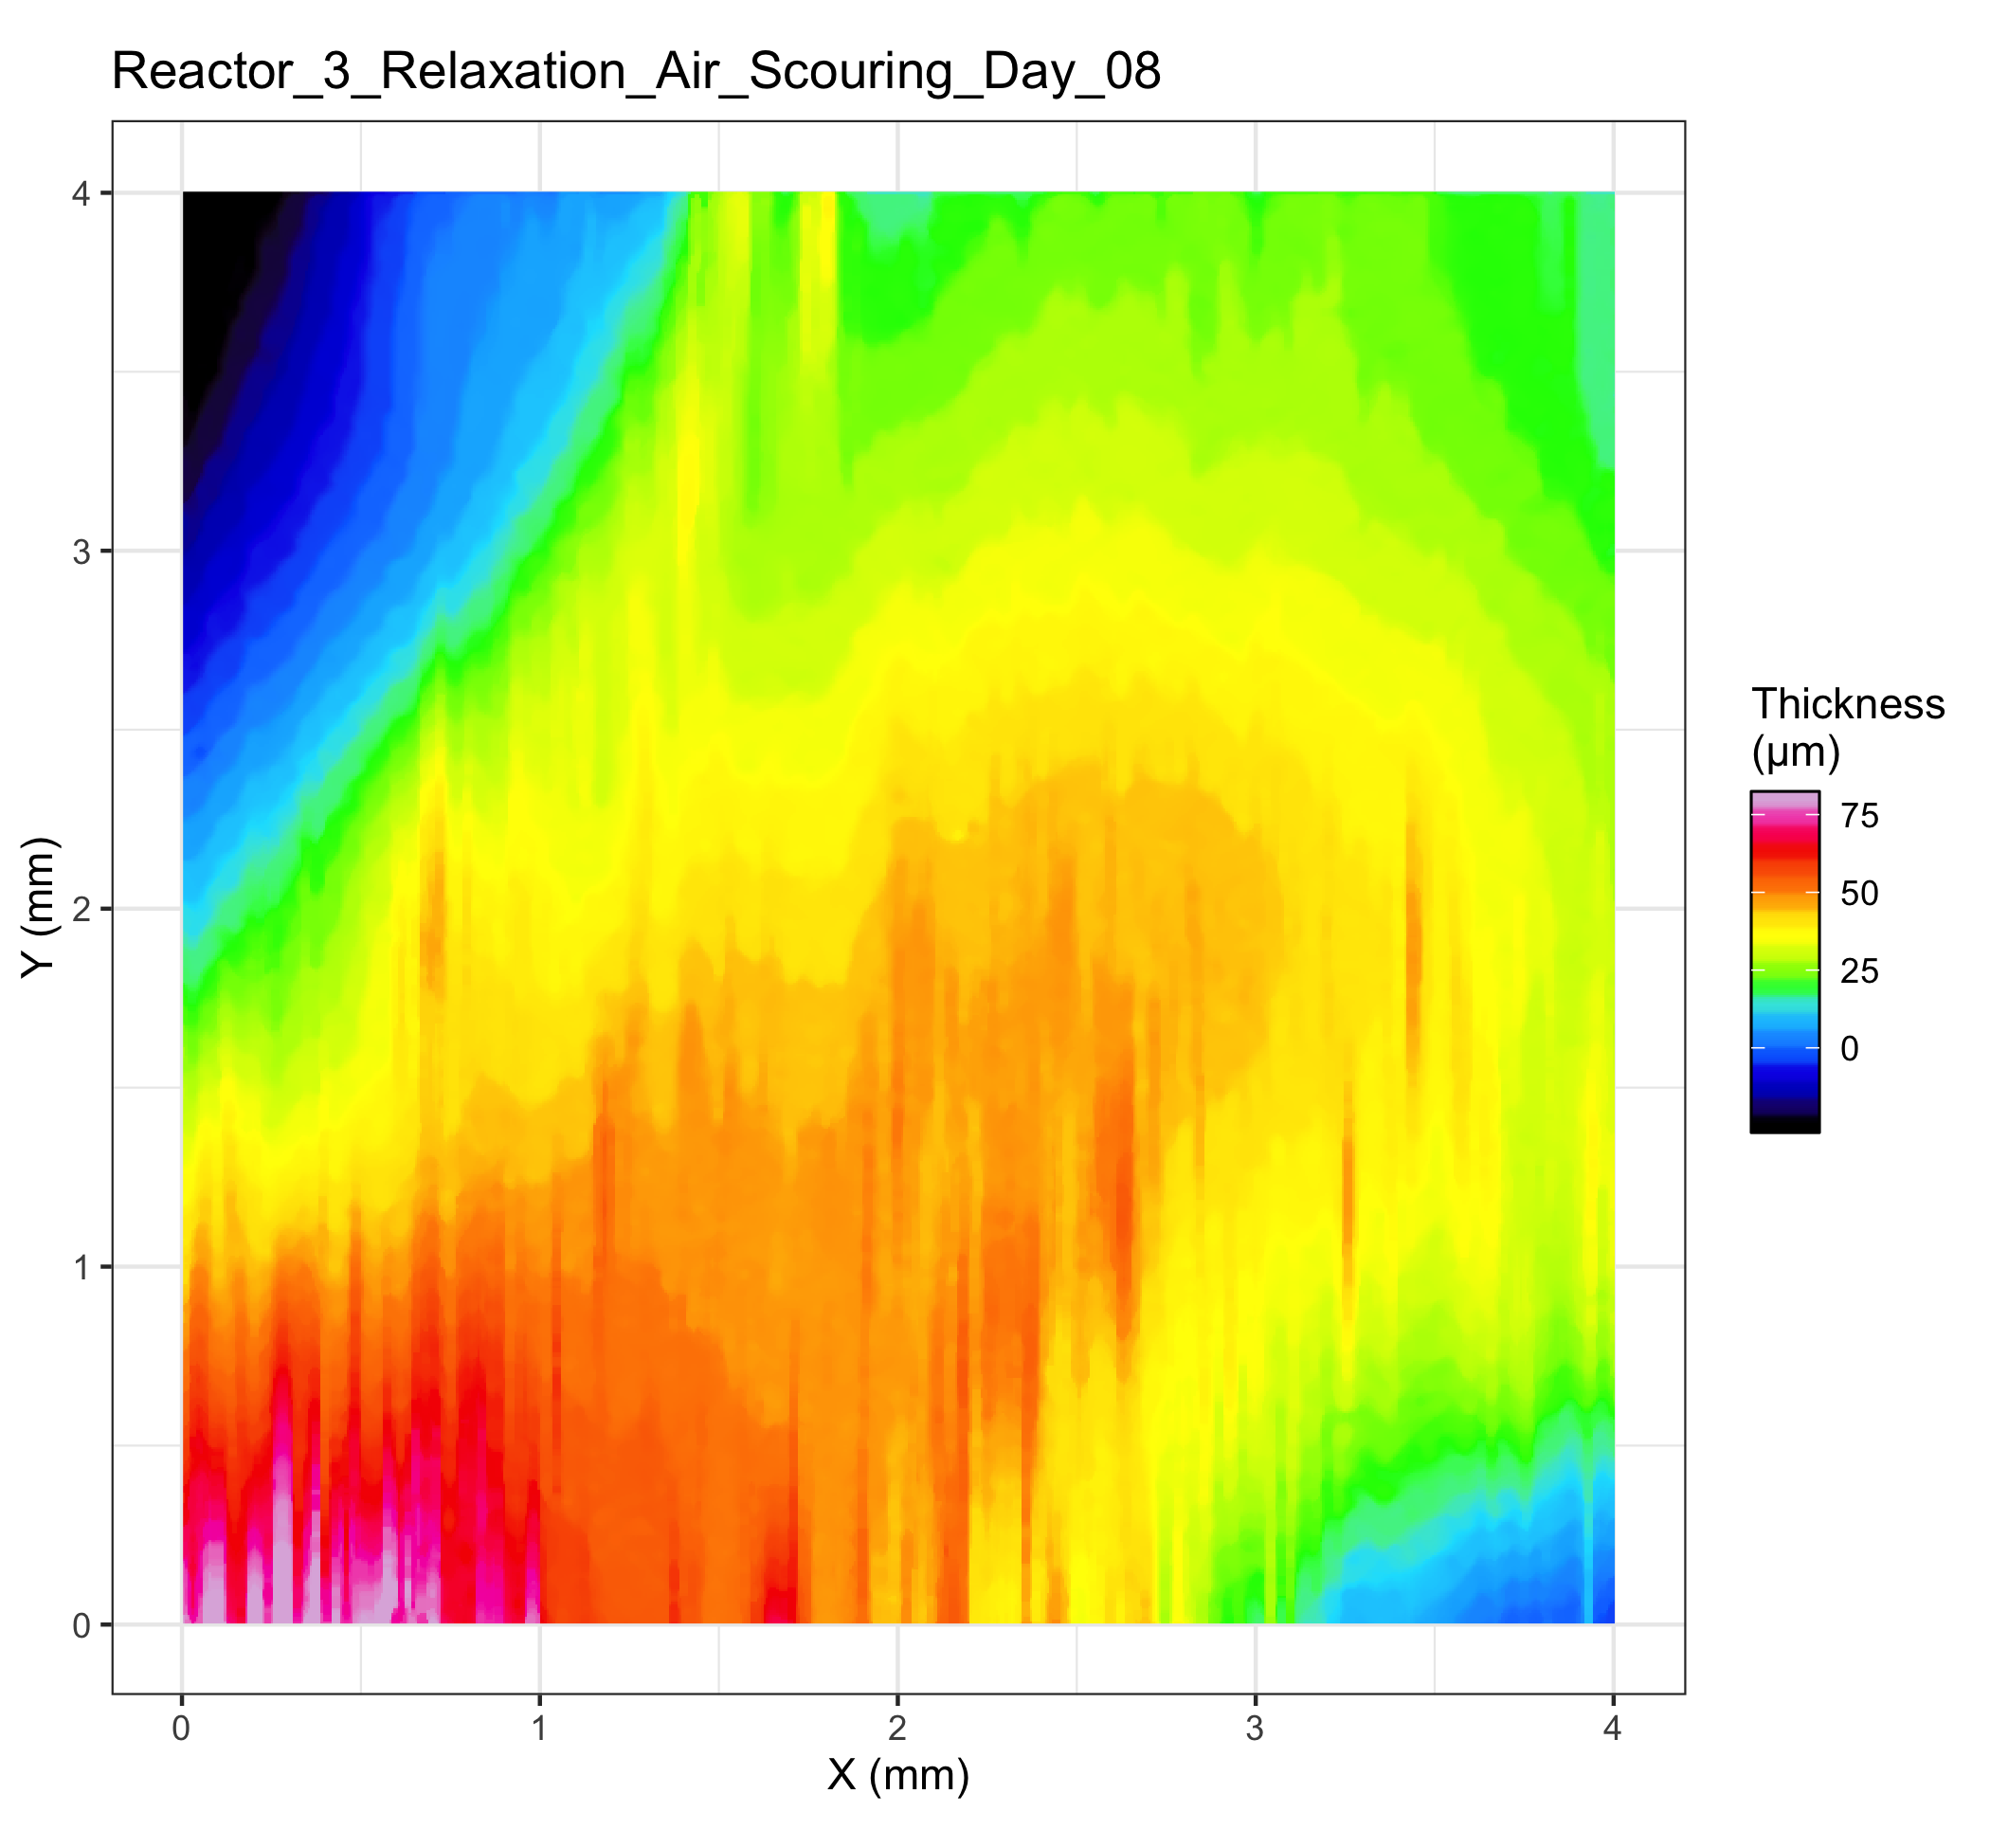 Reactor_3_Relaxation_Air_Scouring_Day_08
4
3
2
1
0
Y (mm)
0 1 2 3 4
X (mm)
Thickness
(µm)
75
50
25
0